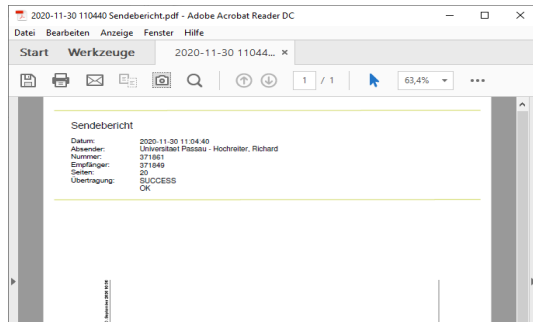 2020-11-30 110440 Sendebericht.pdf - Adobe Acrobat Reader DC
Datei Bearbeiten Anzeige Fenster Hilfe
Start Werkzeuge 2020-11-30 11044... ×
1 / 1 63,4%
Sendebericht
Datum: 2020-11-30 11:04:40
Absender: Universitaet Passau - Hochreiter, Richard
Nummer: 371861
Empfänger: 371849
Seiten: 20
Übertragung: SUCCESS
OK